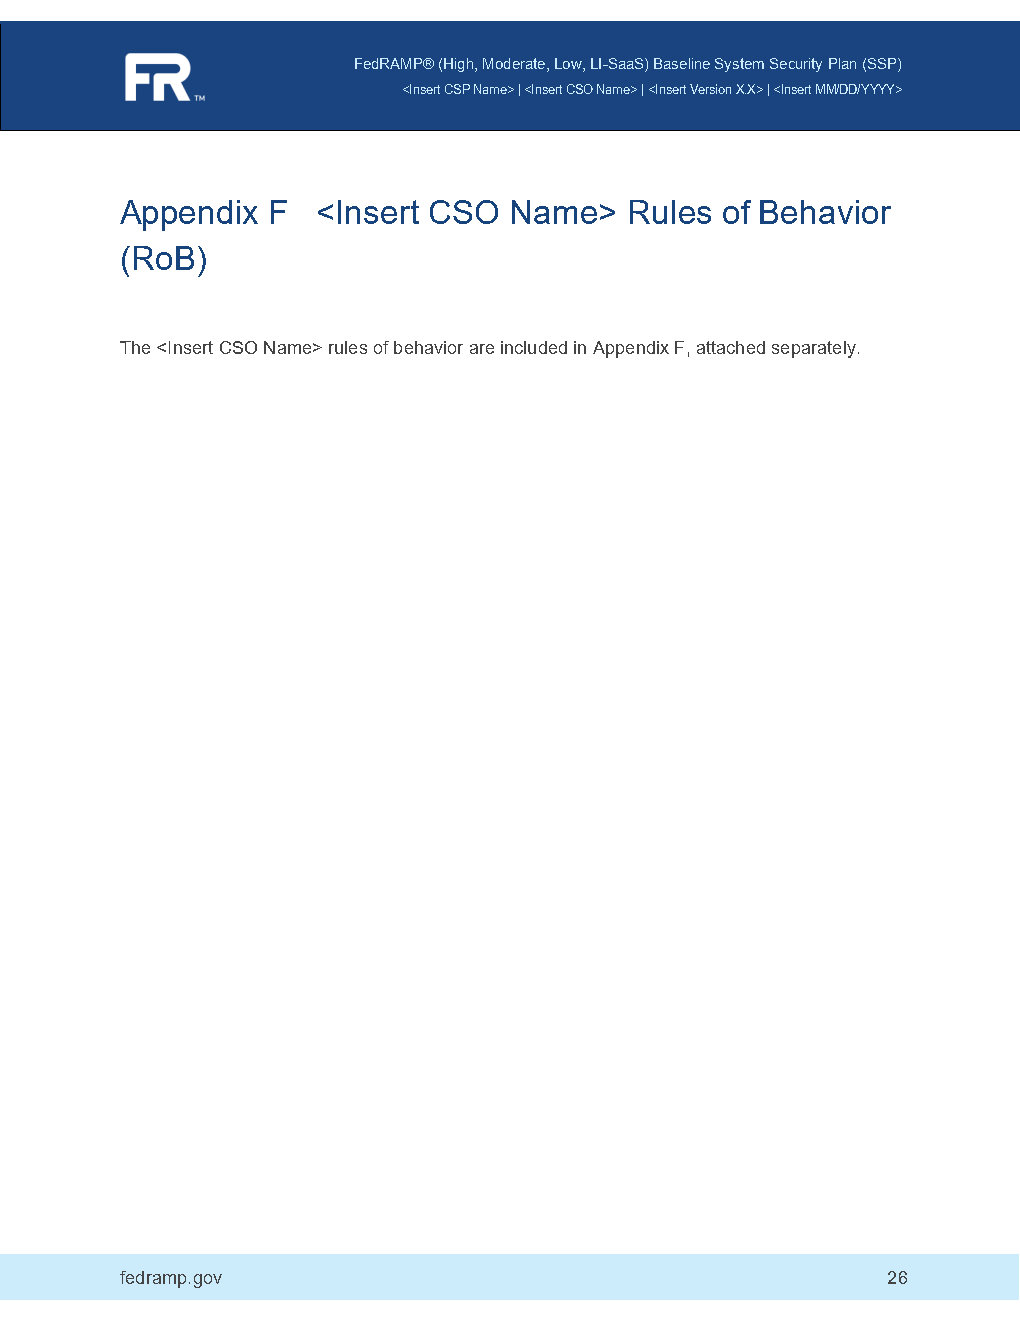 FR™
FedRAMP® (High, Moderate, Low, LI-SaaS) Baseline System Security Plan (SSP)
<Insert CSP Name> | <Insert CSO Name> | <Insert Version X.X> | <Insert MM/DD/YYYY>
Appendix F <Insert CSO Name> Rules of Behavior
(RoB)
The <Insert CSO Name> rules of behavior are included in Appendix F, attached separately.
fedramp.gov 26